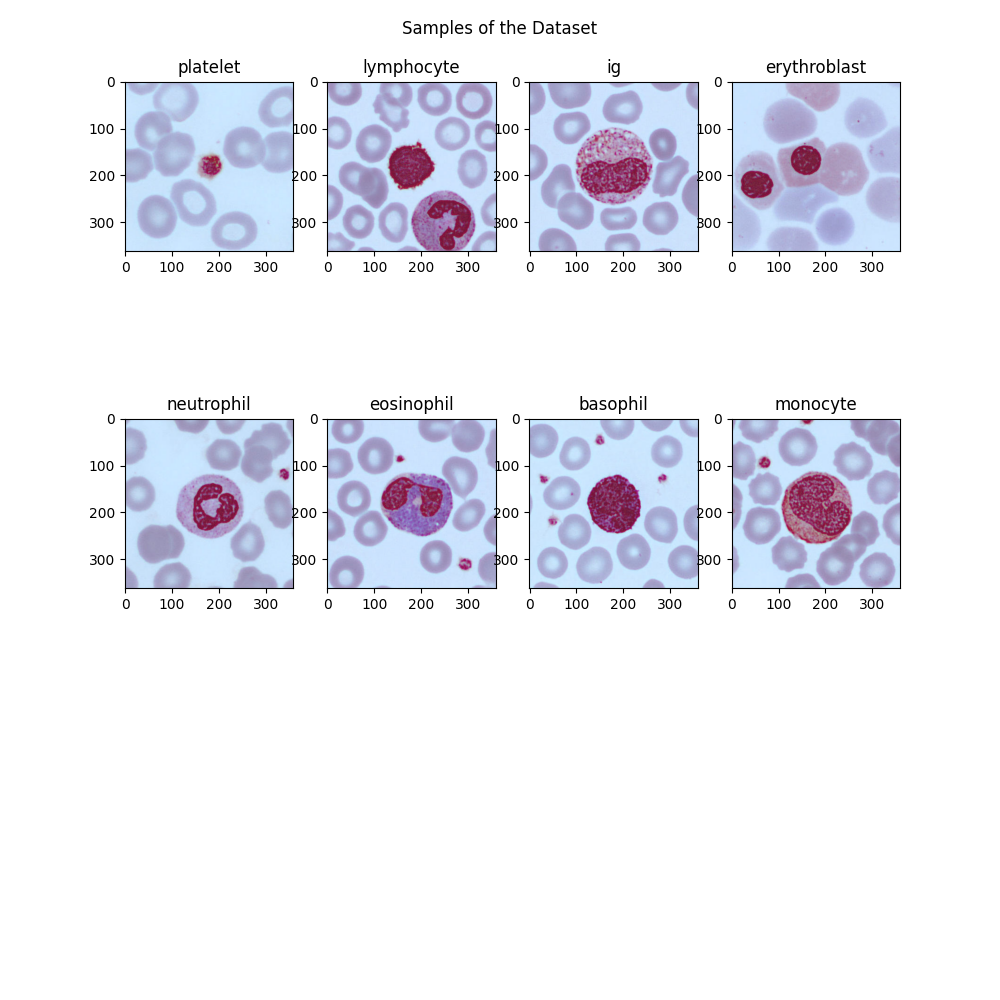 Samples of the Dataset
platelet lymphocyte ig erythroblast
0 0 0 0
100 100 100 100
200 200 200 200
300 300 300 300
0 100 200 300 0 100 200 300 0 100 200 300 0 100 200 300
neutrophil eosinophil basophil monocyte
0 0 0 0
100 100 100 100
200 200 200 200
300 300 300 300
0 100 200 300 0 100 200 300 0 100 200 300 0 100 200 300